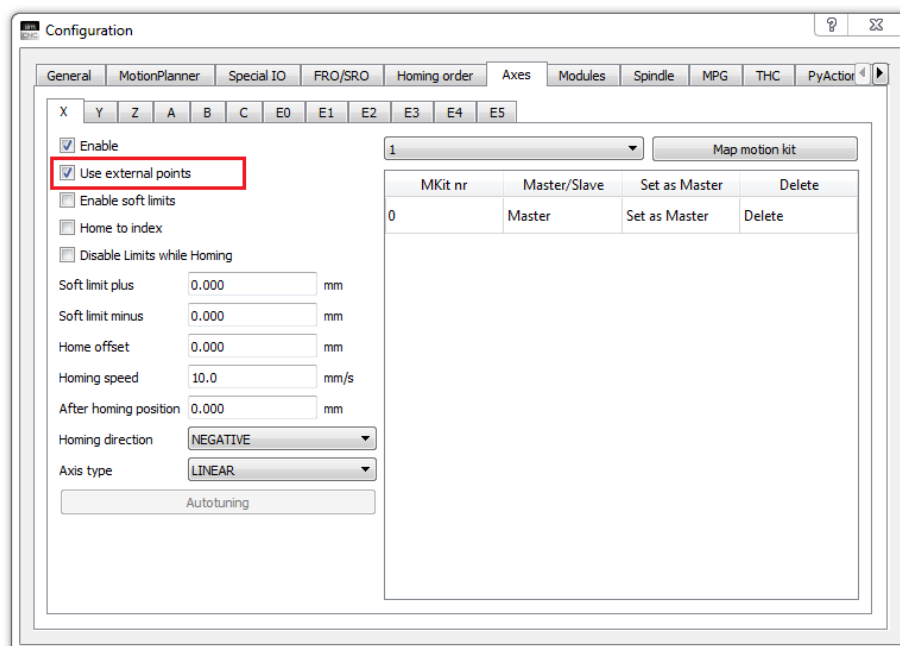 sim
CNC
Configuration
General MotionPlanner Special IO FRO/SRO Homing order Axes Modules Spindle MPG THC PyAction
X Y Z A B C E0 E1 E2 E3 E4 E5
Enable
1 Map motion kit
Use external points
MKit nr Master/Slave Set as Master Delete
Enable soft limits
0 Master Set as Master Delete
Home to index
Disable Limits while Homing
Soft limit plus 0.000 mm
Soft limit minus 0.000 mm
Home offset 0.000 mm
Homing speed 10.0 mm/s
After homing position 0.000 mm
Homing direction NEGATIVE
Axis type LINEAR
Autotuning